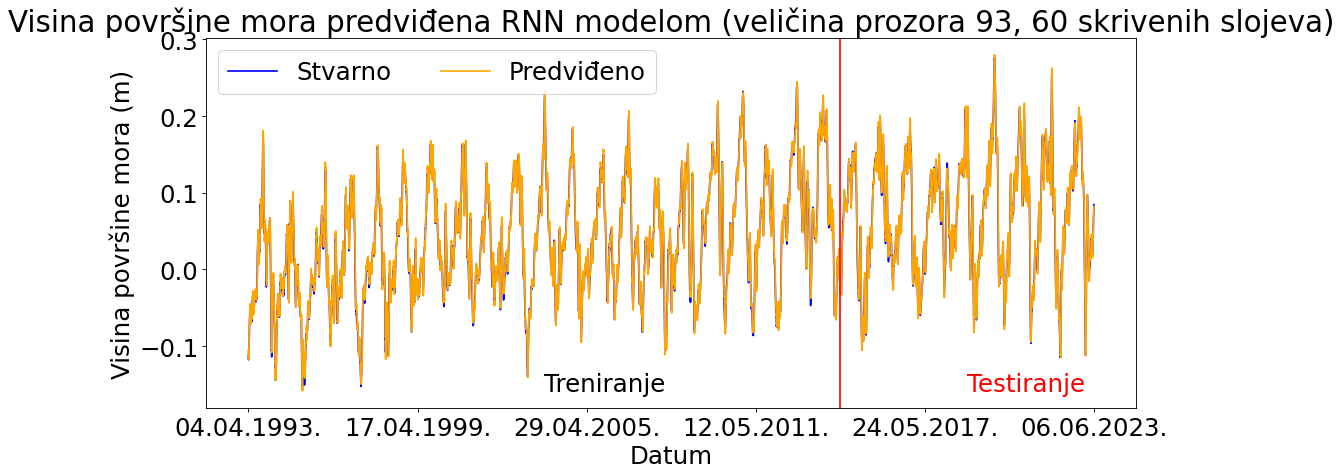 Visina površine mora predviđena RNN modelom (veličina prozora 93, 60 skrivenih slojeva)
Stvarno
Predviđeno
Visina površine mora (m)
0.3
0.2
0.1
0.0
−0.1
Treniranje
Testiranje
04.04.1993.
17.04.1999.
29.04.2005.
12.05.2011.
24.05.2017.
06.06.2023.
Datum